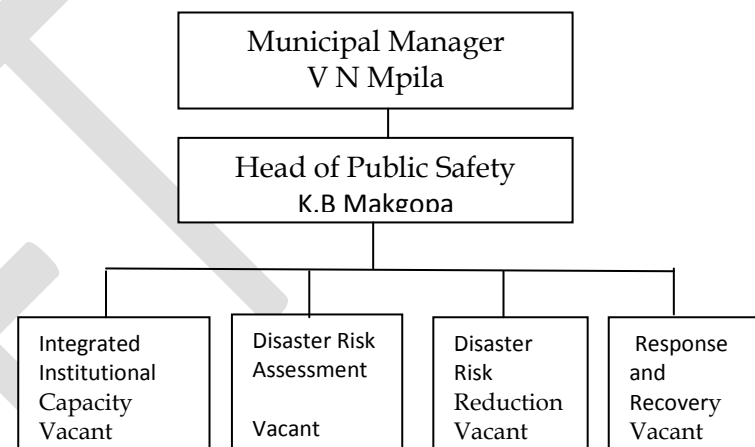 Municipal Manager
V N Mpila
Head of Public Safety
K.B Makgopa
Integrated
Institutional
Capacity
Vacant
Disaster Risk
Assessment
Vacant
Disaster
Risk
Reduction
Vacant
Response
and
Recovery
Vacant